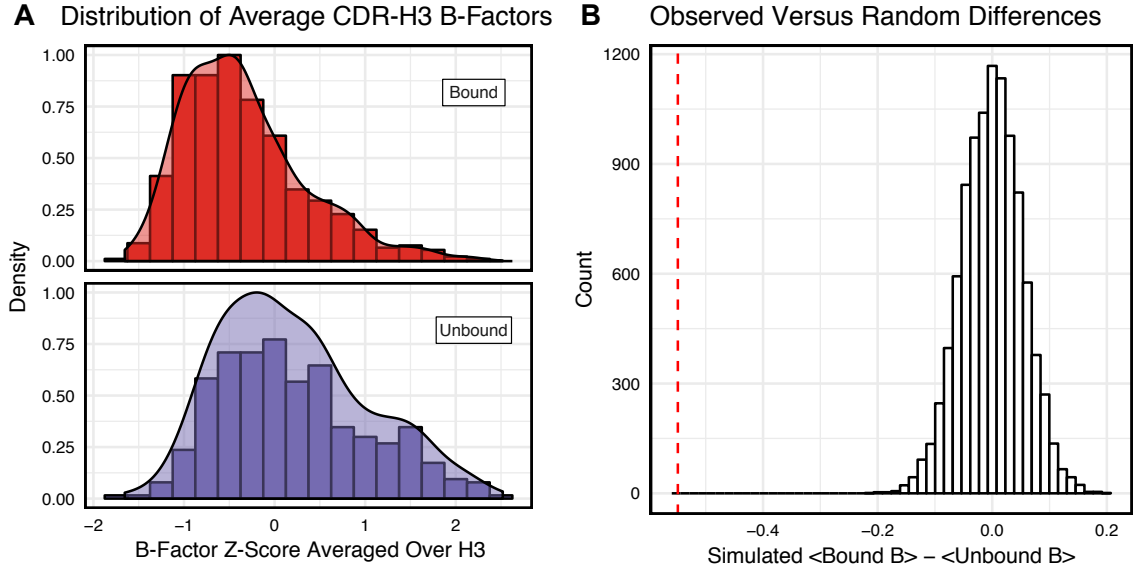 A Distribution of Average CDR-H3 B-Factors
1.00
0.75
0.50
0.25
0.00
Bound
1.00
0.75
0.50
0.25
0.00
Unbound
Density
−2 −1 0 1 2
B-Factor Z-Score Averaged Over H3
B Observed Versus Random Differences
1200
900
600
300
0
Count
−0.4 −0.2 0.0 0.2
Simulated <Bound B> − <Unbound B>